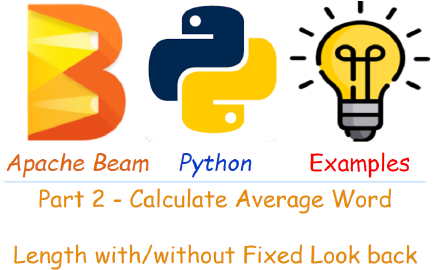 Apache Beam Python Examples
Part 2 - Calculate Average Word
Length with/without Fixed Look back